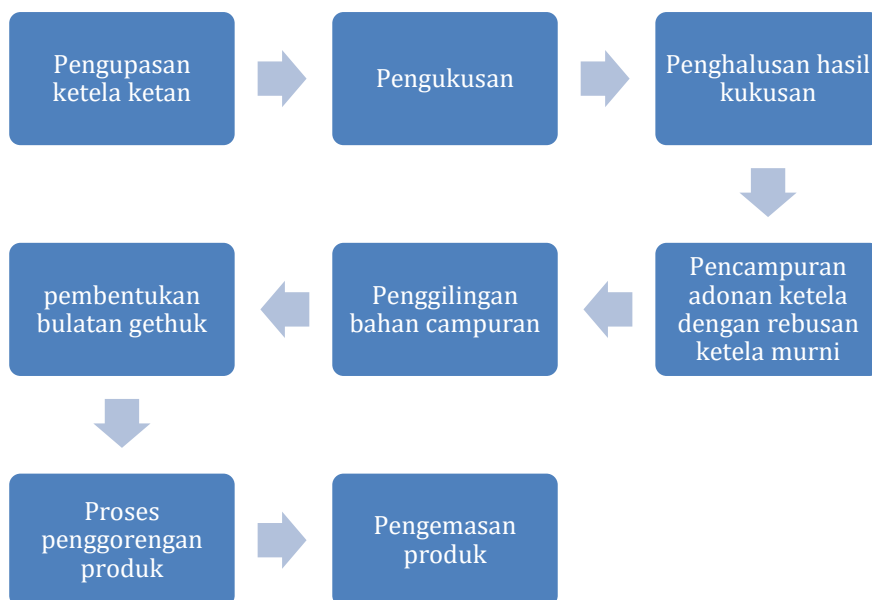 Pengupasan
ketela ketan
Pengukusan
Penghalusan hasil
kukusan
Pencampuran
adonan ketela
dengan rebusan
ketela murni
Penggilingan
bahan campuran
pembentukan
bulatan gethuk
Proses
penggorengan
produk
Pengemasan
produk